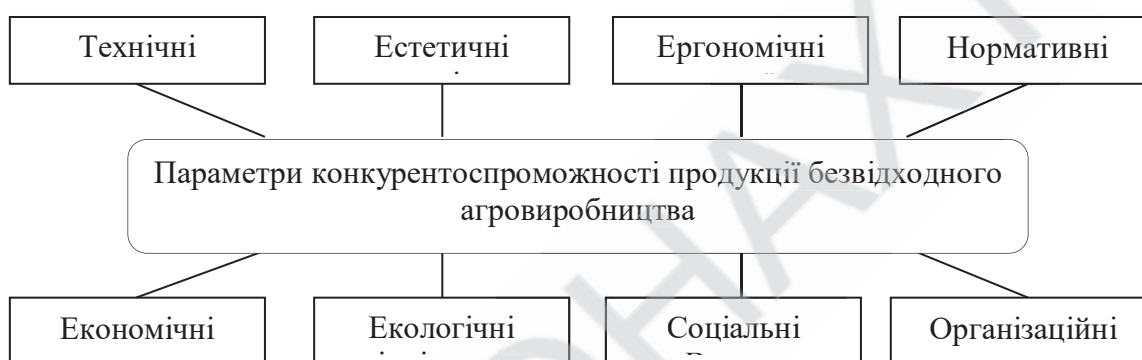 Технічні
Естетичні
Ергономічні
Нормативні
Параметри конкурентоспроможності продукції безвідходного
агровиробництва
Економічні
Екологічні
Соціальні
Організаційні